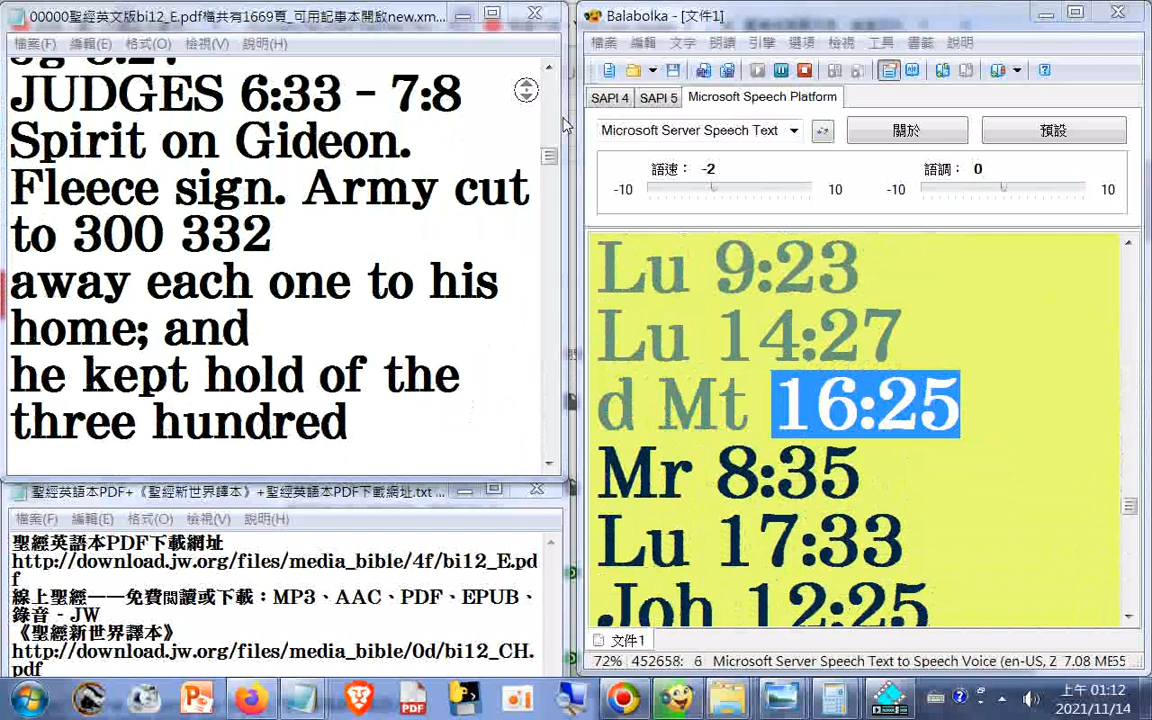 00000聖經英文版bi12_E.pdf檔共有1669頁_可用記事本開啟new.xm...
檔案(F) 編輯(E) 格式(O) 檢視(V) 說明(H)
JUDGES 6:33 – 7:8
Spirit on Gideon.
Fleece sign. Army cut
to 300 332
away each one to his
home; and
he kept hold of the
three hundred
聖經英語本PDF+《聖經新世界譯本》+聖經英語本PDF下載網址.txt ...
檔案(F) 編輯(E) 格式(O) 檢視(V) 說明(H)
聖經英語本PDF下載網址
http://download.jw.org/files/media_bible/4f/bi12_E.pd
f
線上聖經——免費閱讀或下載：MP3、AAC、PDF、EPUB、
錄音 - JW
《聖經新世界譯本》
http://download.jw.org/files/media_bible/0d/bi12_CH.
pdf
Balabolka - [文件1]
檔案 編輯 文字 朗讀 引擎 選項 檢視 工具 書籤 說明
SAPI 4 SAPI 5 Microsoft Speech Platform
Microsoft Server Speech Text 關於 預設
語速： -2 語調： 0
-10 10 -10 10
Lu 9:23
Lu 14:27
d Mt 16:25
Mr 8:35
Lu 17:33
Joh 12:25
文件1
72% 452658: 6 Microsoft Server Speech Text to Speech Voice (en-US, Z 7.08 ME55
上午 01:12
2021/11/14